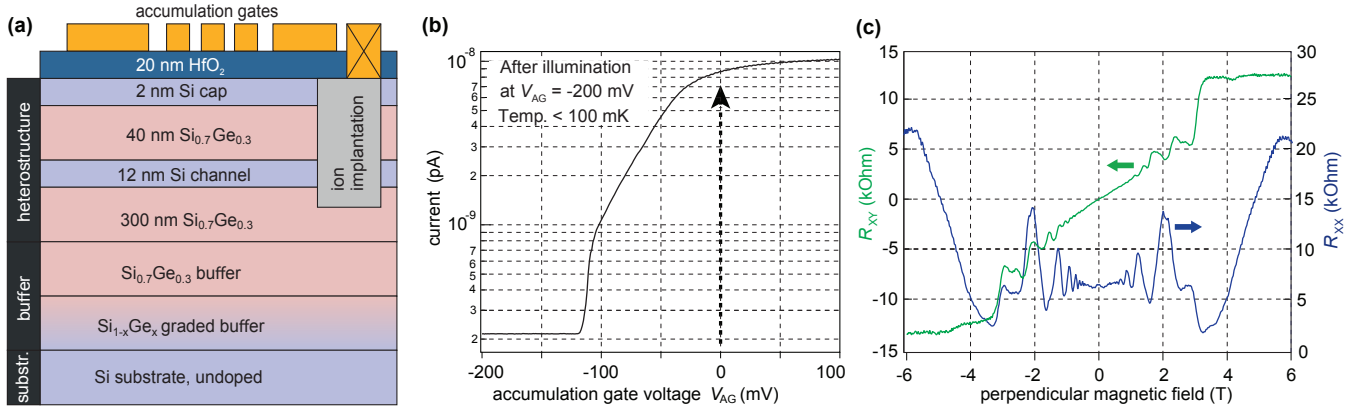 (a)
accumulation gates
20 nm HfO₂
2 nm Si cap
40 nm Si₀.₇Ge₀.₃
12 nm Si channel
300 nm Si₀.₇Ge₀.₃
Si₀.₇Ge₀.₃ buffer
Si₁₋ₓGeₓ graded buffer
Si substrate, undoped
heterostructure
buffer
substr.
ion
implantation
(b)
After illumination
at V_AG = -200 mV
Temp. < 100 mK
current (pA)
10⁻⁸
8
7
6
5
4
3
2
10⁻⁹
8
7
6
5
4
3
2
-200
-100
0
100
accumulation gate voltage V_AG (mV)
(c)
R_XY (kOhm)
15
10
5
0
-5
-10
-15
30
25
20
15
10
5
0
R_XX (kOhm)
-6
-4
-2
0
2
4
6
perpendicular magnetic field (T)